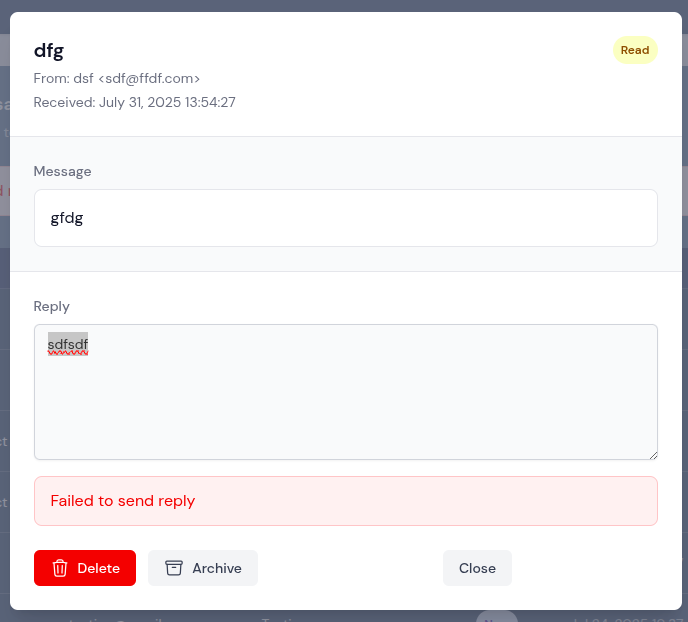 dfg
Read
From: dsf <sdf@ffdf.com>
Received: July 31, 2025 13:54:27
Message
gfdg
Reply
sdfsdf
Failed to send reply
Delete
Archive
Close